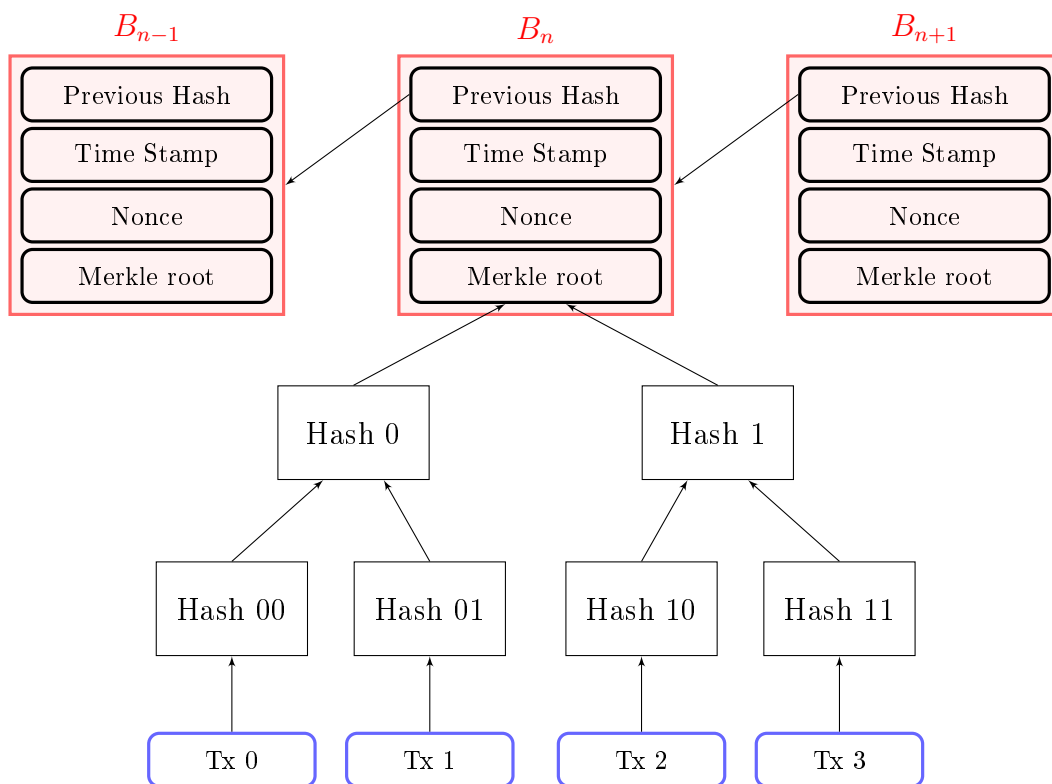 B_{n−1}
B_n
B_{n+1}
Previous Hash
Time Stamp
Nonce
Merkle root
Previous Hash
Time Stamp
Nonce
Merkle root
Previous Hash
Time Stamp
Nonce
Merkle root
Hash 0
Hash 1
Hash 00
Hash 01
Hash 10
Hash 11
Tx 0
Tx 1
Tx 2
Tx 3